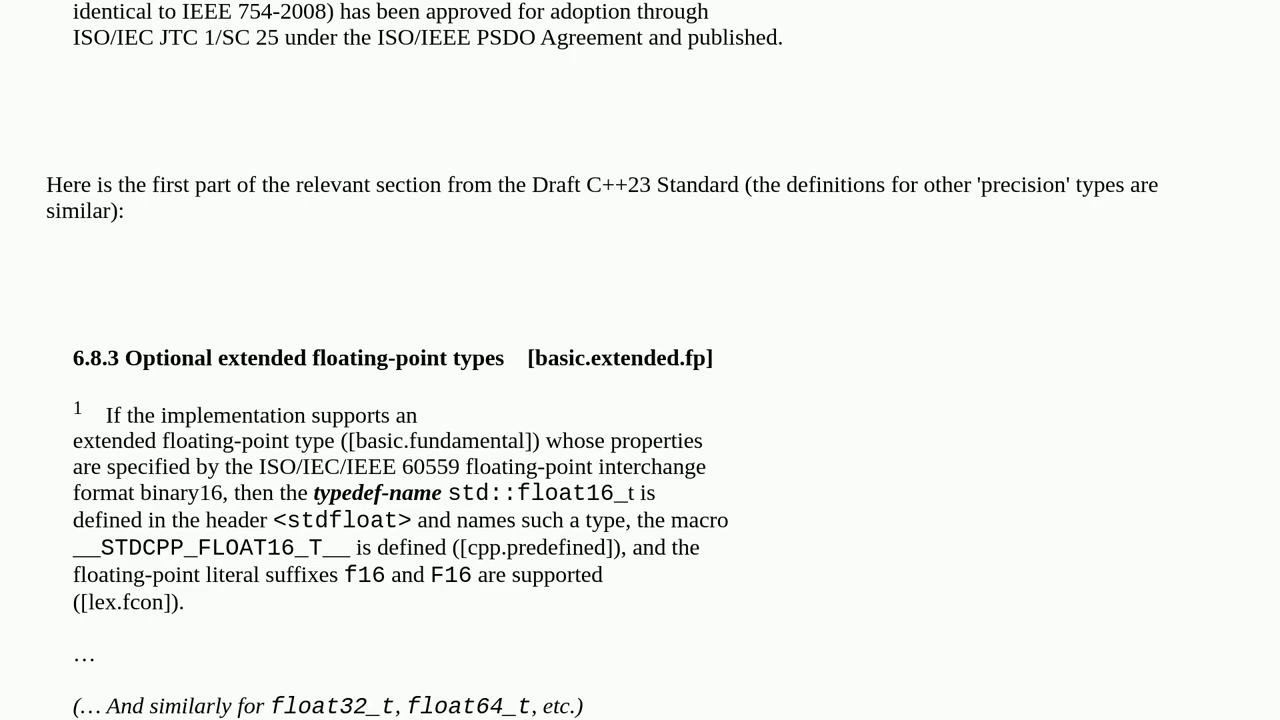 identical to IEEE 754-2008) has been approved for adoption through
ISO/IEC JTC 1/SC 25 under the ISO/IEEE PSDO Agreement and published.
Here is the first part of the relevant section from the Draft C++23 Standard (the definitions for other 'precision' types are
similar):
6.8.3 Optional extended floating-point types [basic.extended.fp]
1 If the implementation supports an
extended floating-point type ([basic.fundamental]) whose properties
are specified by the ISO/IEC/IEEE 60559 floating-point interchange
format binary16, then the typedef-name std::float16_t is
defined in the header <stdfloat> and names such a type, the macro
__STDCPP_FLOAT16_T__ is defined ([cpp.predefined]), and the
floating-point literal suffixes f16 and F16 are supported
([lex.fcon]).
…
(… And similarly for float32_t, float64_t, etc.)